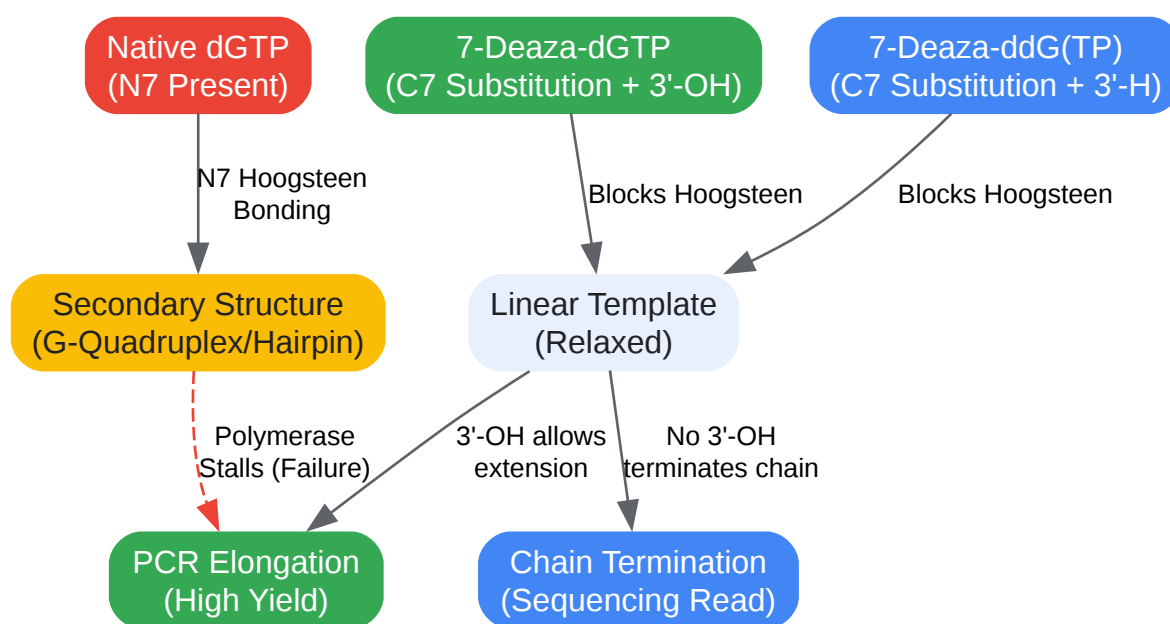 Native dGTP
(N7 Present)
7-Deaza-dGTP
(C7 Substitution + 3'-OH)
7-Deaza-ddG(TP)
(C7 Substitution + 3'-H)
N7 Hoogsteen
Bonding
Blocks Hoogsteen
Blocks Hoogsteen
Secondary Structure
(G-Quadruplex/Hairpin)
Linear Template
(Relaxed)
Polymerase
Stalls (Failure)
3'-OH allows
extension
No 3'-OH
terminates chain
PCR Elongation
(High Yield)
Chain Termination
(Sequencing Read)